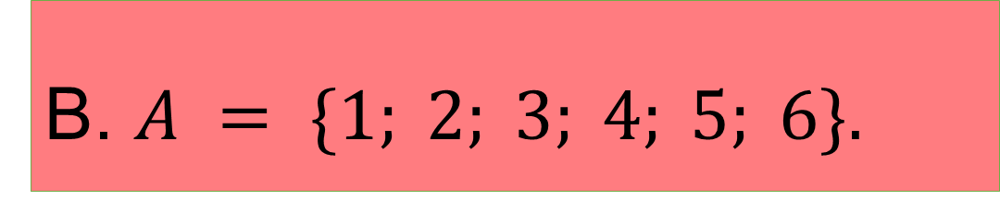 B. A = {1; 2; 3; 4; 5; 6}.